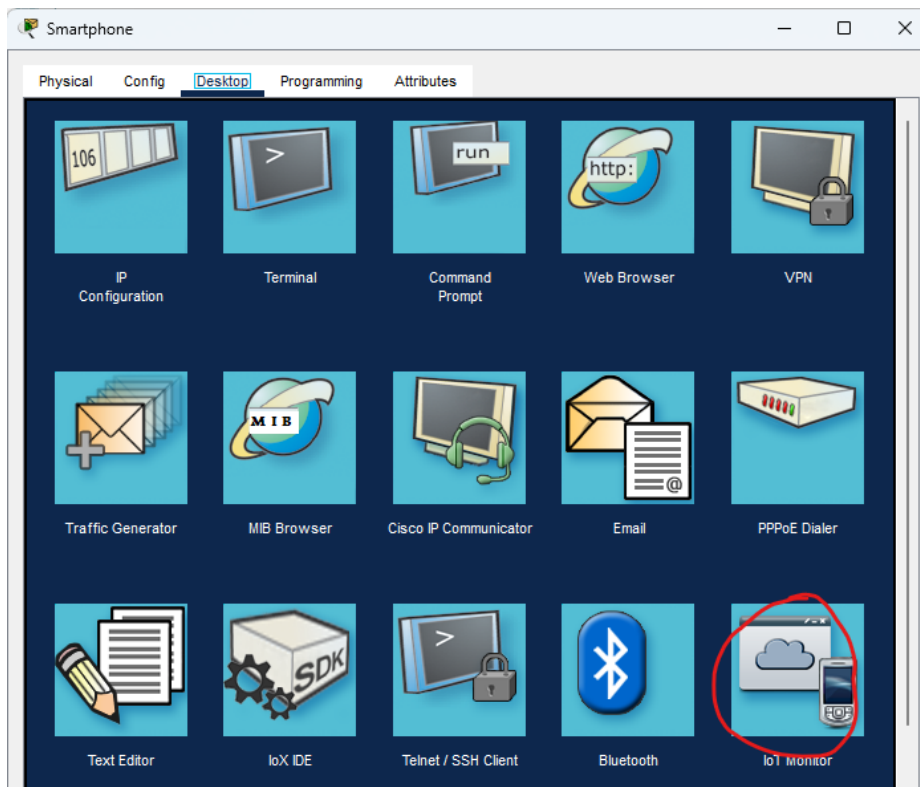 Smartphone
Physical Config Desktop Programming Attributes
106
>
run
http:
IP
Configuration
Terminal
Command
Prompt
Web Browser
VPN
MIB
@
Traffic Generator
MIB Browser
Cisco IP Communicator
Email
PPPoE Dialer
SDK
>
Text Editor
IoX IDE
Telnet / SSH Client
Bluetooth
IoT Monitor